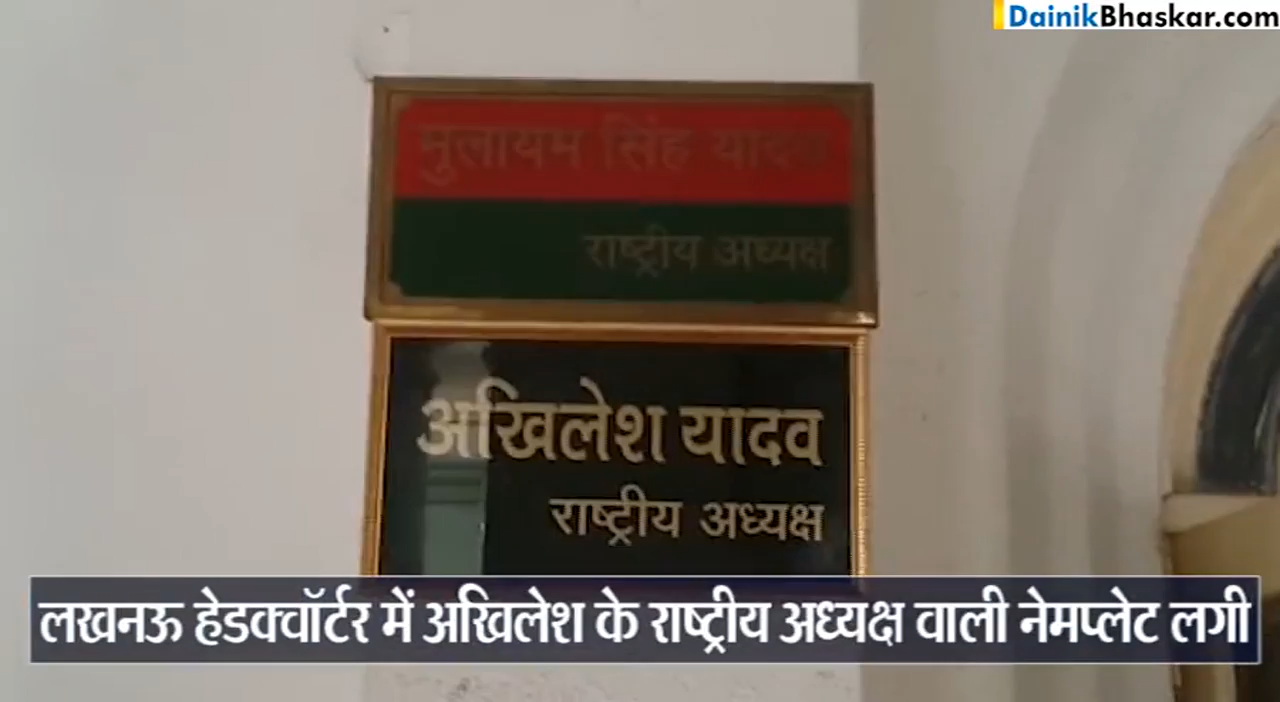 DainikBhaskar.com
मुलायम सिंह यादव
राष्ट्रीय अध्यक्ष
अखिलेश यादव
राष्ट्रीय अध्यक्ष
लखनऊ हेडक्वॉर्टर में अखिलेश के राष्ट्रीय अध्यक्ष वाली नेमप्लेट लगी